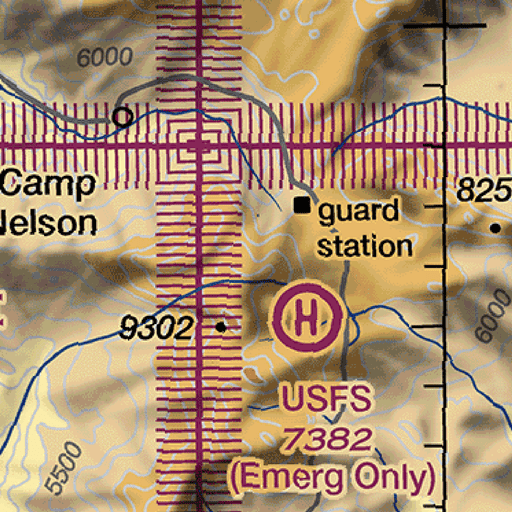 6000
Camp
Nelson
825
guard
station
9302
H
6000
USFS
7382
(Emerg Only)
5500